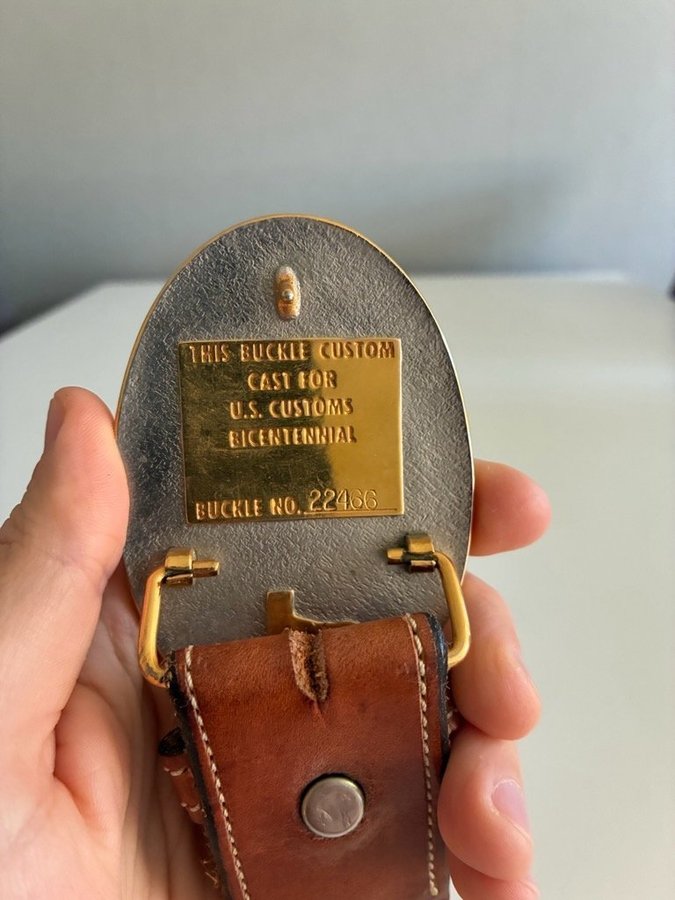 THIS BUCKLE CUSTOM
CAST FOR
U.S. CUSTOMS
BICENTENNIAL
BUCKLE NO. 22466